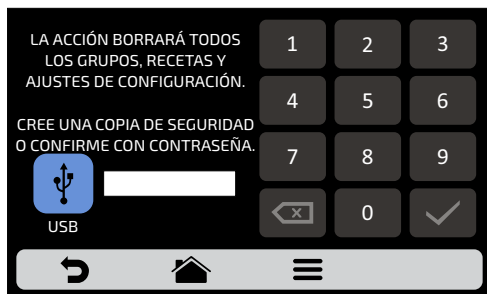 LA ACCIÓN BORRARÁ TODOS
LOS GRUPOS, RECETAS Y
AJUSTES DE CONFIGURACIÓN.
CREE UNA COPIA DE SEGURIDAD
O CONFIRME CON CONTRASEÑA.
USB
1 2 3
4 5 6
7 8 9
0